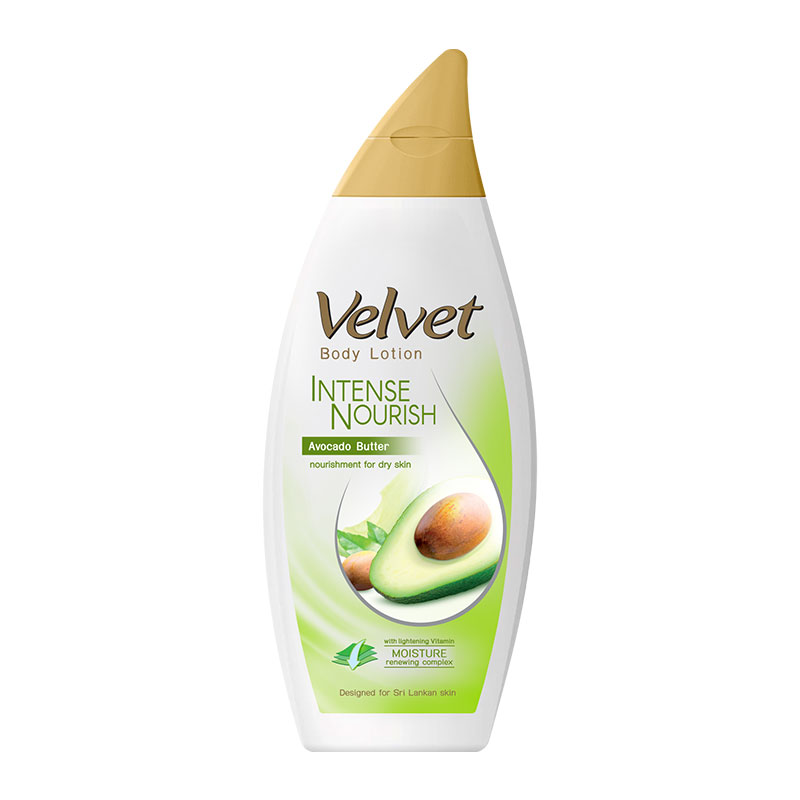 Velvet
Body Lotion
INTENSE
NOURISH
Avocado Butter
nourishment for dry skin
with lightening Vitamin
MOISTURE
renewing complex
Designed for Sri Lankan skin